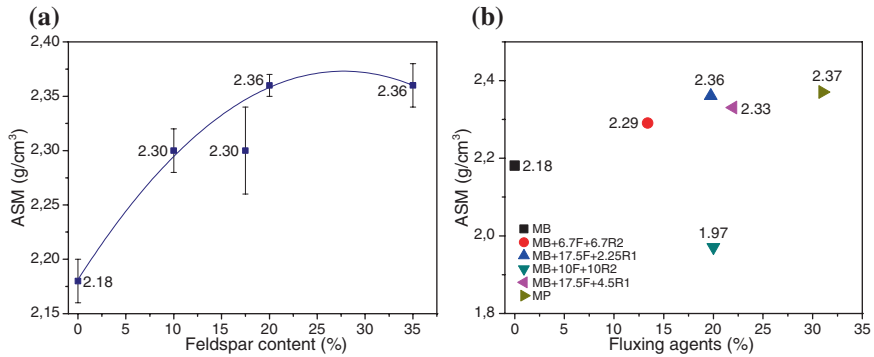 (a)
2,40
2,35
2,30
2,25
2,20
2,15
ASM (g/cm³)
2.18
2.30
2.30
2.36
2.36
0 5 10 15 20 25 30 35
Feldspar content (%)
(b)
2,4
2,2
2,0
1,8
ASM (g/cm³)
2.18
2.29
2.36
2.33
2.37
1.97
MB
MB+6.7F+6.7R2
MB+17.5F+2.25R1
MB+10F+10R2
MB+17.5F+4.5R1
MP
0 5 10 15 20 25 30 35
Fluxing agents (%)